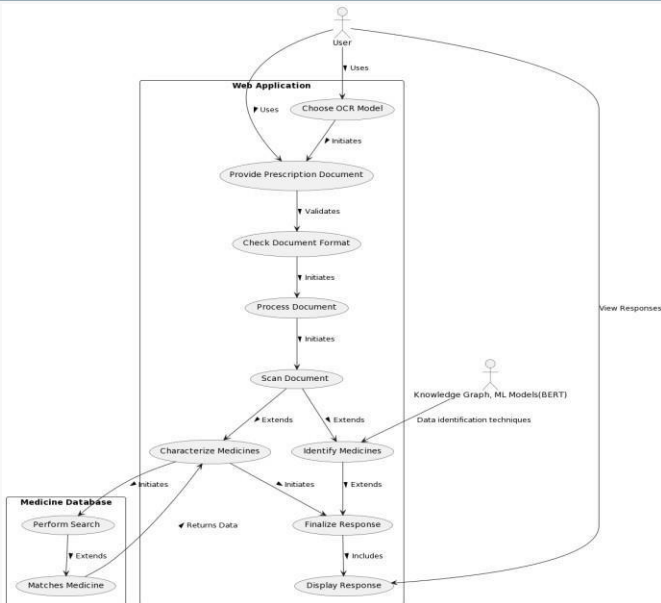 User
Uses
Web Application
Uses
Choose OCR Model
Initiates
Provide Prescription Document
Validates
Check Document Format
Initiates
Process Document
View Responses
Initiates
Scan Document
Knowledge Graph, ML Models(BERT)
Extends
Extends
Data identification techniques
Characterize Medicines
Identify Medicines
Initiates
Initiates
Extends
Medicine Database
Perform Search
Returns Data
Finalize Response
Extends
Includes
Matches Medicine
Display Response